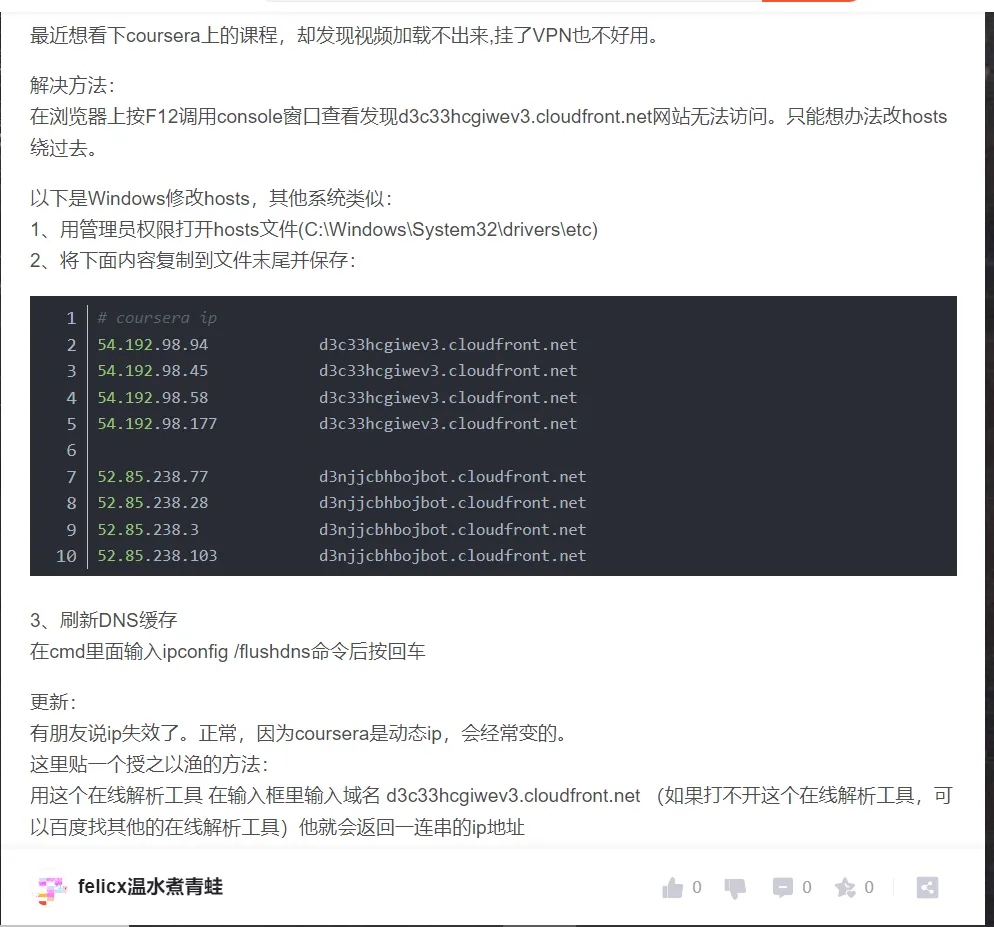 最近想看下coursera上的课程，却发现视频加载不出来,挂了VPN也不好用。
解决方法：
在浏览器上按F12调用console窗口查看发现d3c33hcgiwev3.cloudfront.net网站无法访问。只能想办法改hosts
绕过去。
以下是Windows修改hosts，其他系统类似：
1、用管理员权限打开hosts文件(C:\Windows\System32\drivers\etc)
2、将下面内容复制到文件末尾并保存：
1 # coursera ip
2 54.192.98.94 d3c33hcgiwev3.cloudfront.net
3 54.192.98.45 d3c33hcgiwev3.cloudfront.net
4 54.192.98.58 d3c33hcgiwev3.cloudfront.net
5 54.192.98.177 d3c33hcgiwev3.cloudfront.net
6
7 52.85.238.77 d3njjcbhbojbot.cloudfront.net
8 52.85.238.28 d3njjcbhbojbot.cloudfront.net
9 52.85.238.3 d3njjcbhbojbot.cloudfront.net
10 52.85.238.103 d3njjcbhbojbot.cloudfront.net
3、刷新DNS缓存
在cmd里面输入ipconfig /flushdns命令后按回车
更新：
有朋友说ip失效了。正常，因为coursera是动态ip，会经常变的。
这里贴一个授之以渔的方法：
用这个在线解析工具 在输入框里输入域名 d3c33hcgiwev3.cloudfront.net （如果打不开这个在线解析工具，可
以百度找其他的在线解析工具）他就会返回一连串的ip地址
felicx温水煮青蛙 0 0 0